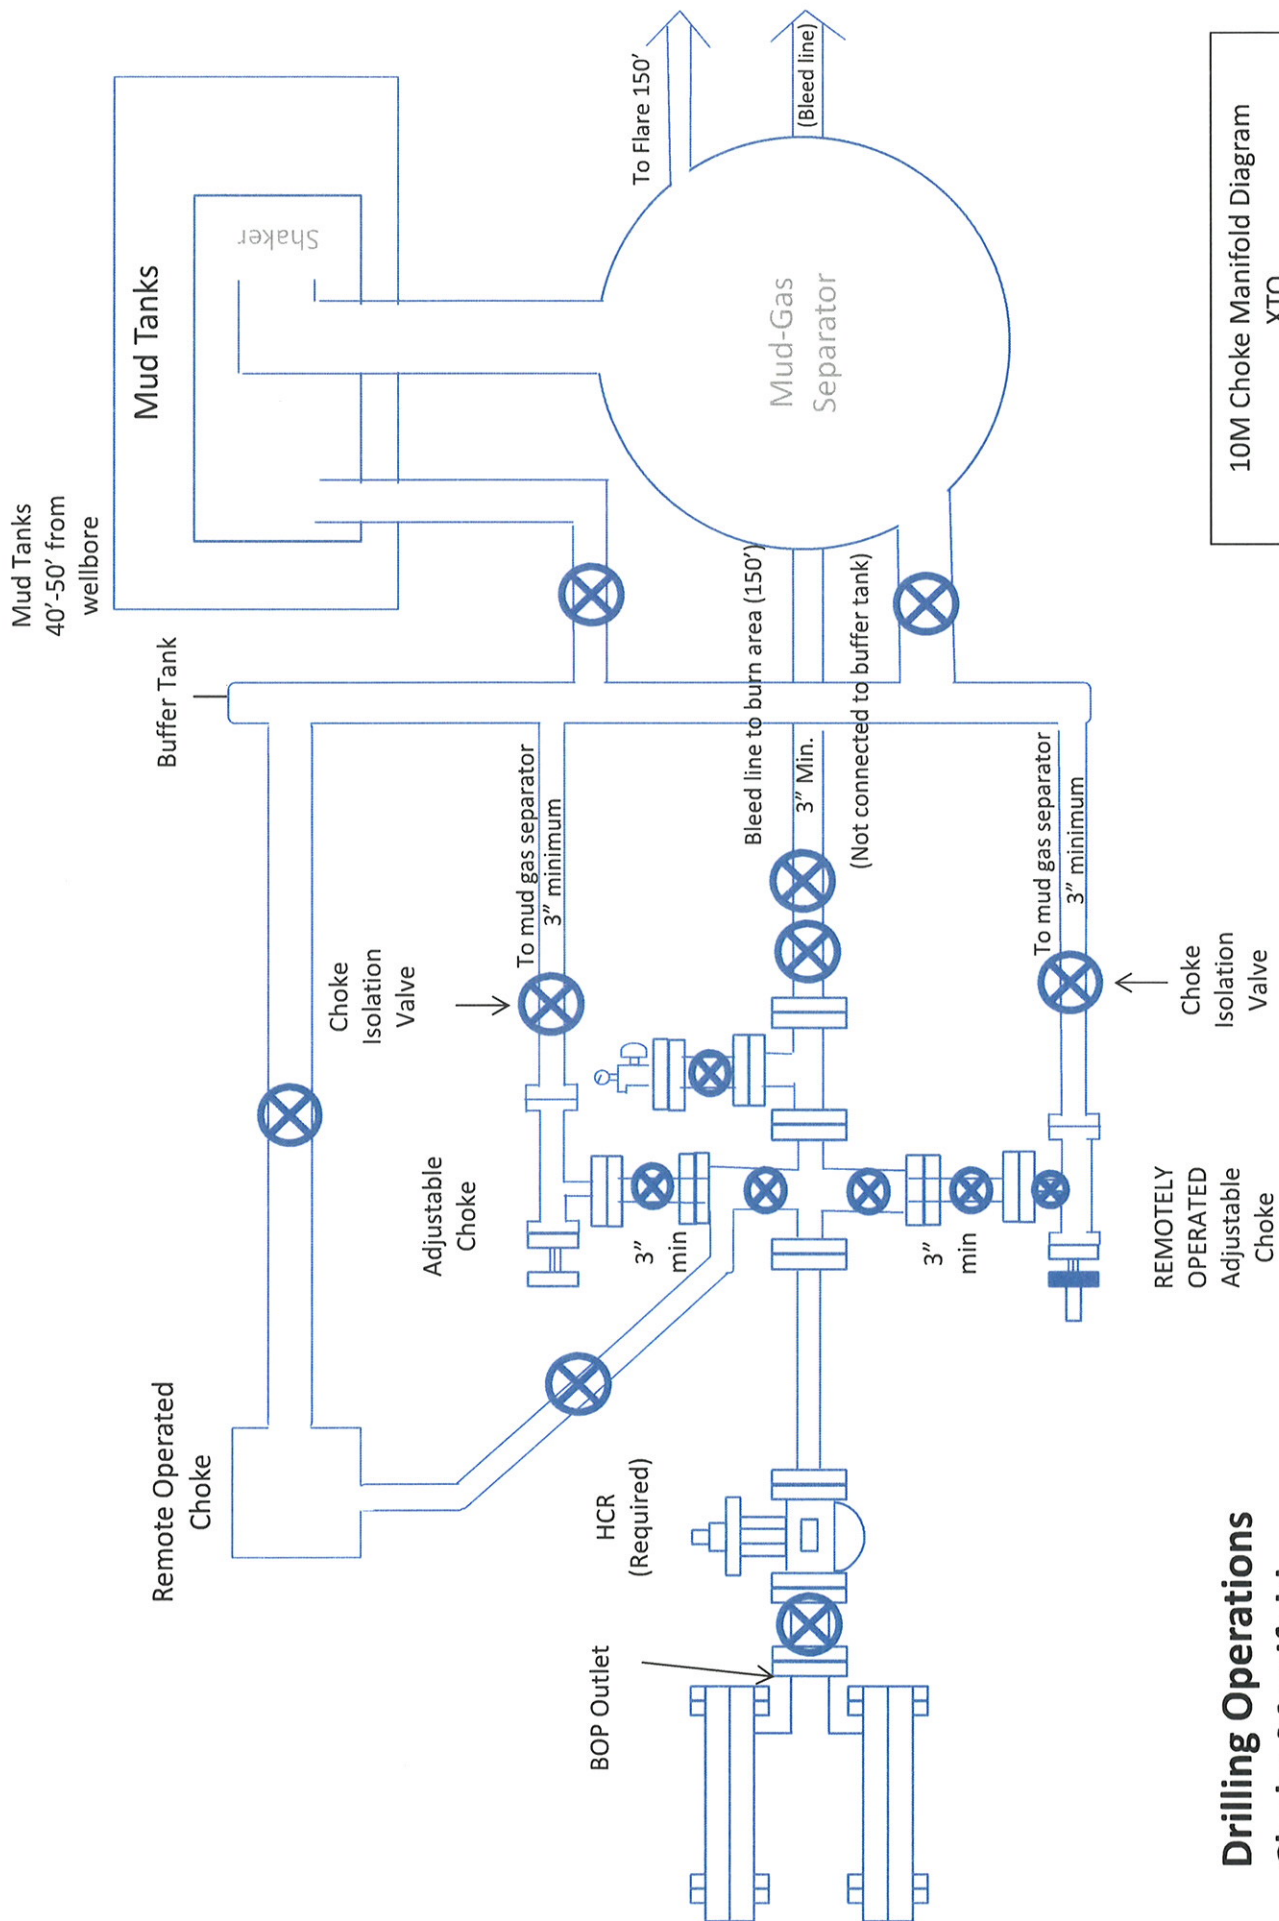 Mud Tanks
40’-50’ from
wellbore
Mud Tanks
Shaker
To Flare 150’
(Bleed line)
Mud-Gas
Separator
Buffer Tank
Bleed line to burn area (150’)
3” Min.
(Not connected to buffer tank)
To mud gas separator
3” minimum
To mud gas separator
3” minimum
Choke
Isolation
Valve
Choke
Isolation
Valve
Adjustable
Choke
3”
min
3”
min
REMOTELY
OPERATED
Adjustable
Choke
Remote Operated
Choke
HCR
(Required)
BOP Outlet
10M Choke Manifold Diagram
XTO
Drilling Operations